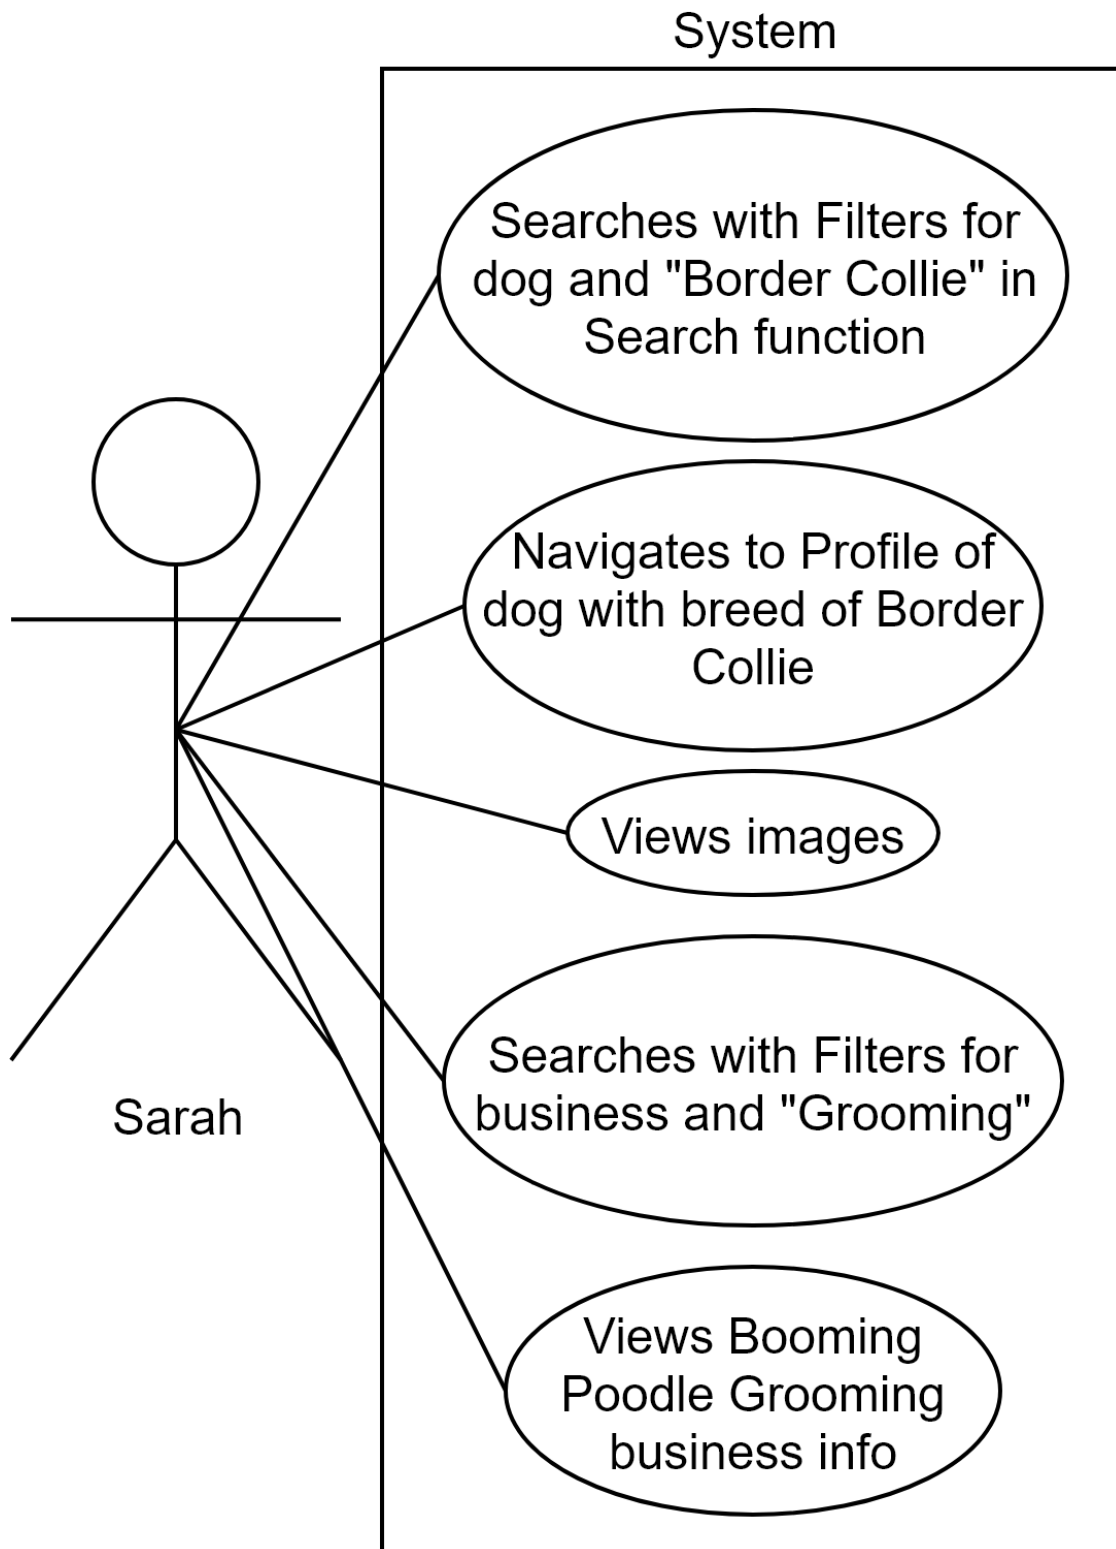 System
Searches with Filters for
dog and "Border Collie" in
Search function
Navigates to Profile of
dog with breed of Border
Collie
Views images
Searches with Filters for
business and "Grooming"
Sarah
Views Booming
Poodle Grooming
business info